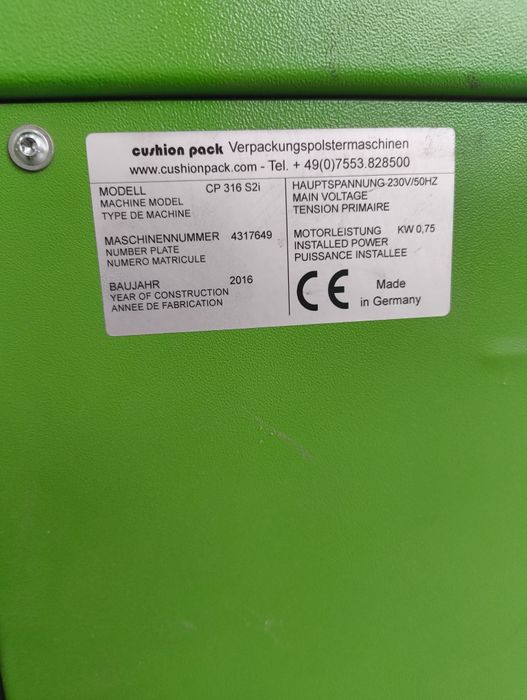 cushion pack Verpackungspolstermaschinen
www.cushionpack.com - Tel. + 49(0)7553.828500
MODELL CP 316 S2i
MACHINE MODEL
TYPE DE MACHINE
MASCHINENNUMMER 4317649
NUMBER PLATE
NUMERO MATRICULE
BAUJAHR 2016
YEAR OF CONSTRUCTION
ANNEE DE FABRICATION
HAUPTSPANNUNG 230V/50HZ
MAIN VOLTAGE
TENSION PRIMAIRE
MOTORLEISTUNG KW 0,75
INSTALLED POWER
PUISSANCE INSTALLEE
CE Made
in Germany